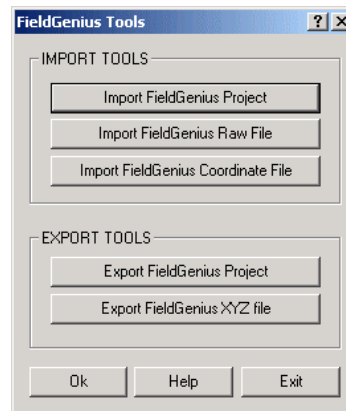 FieldGenius Tools
IMPORT TOOLS
Import FieldGenius Project
Import FieldGenius Raw File
Import FieldGenius Coordinate File
EXPORT TOOLS
Export FieldGenius Project
Export FieldGenius XYZ file
Ok Help Exit